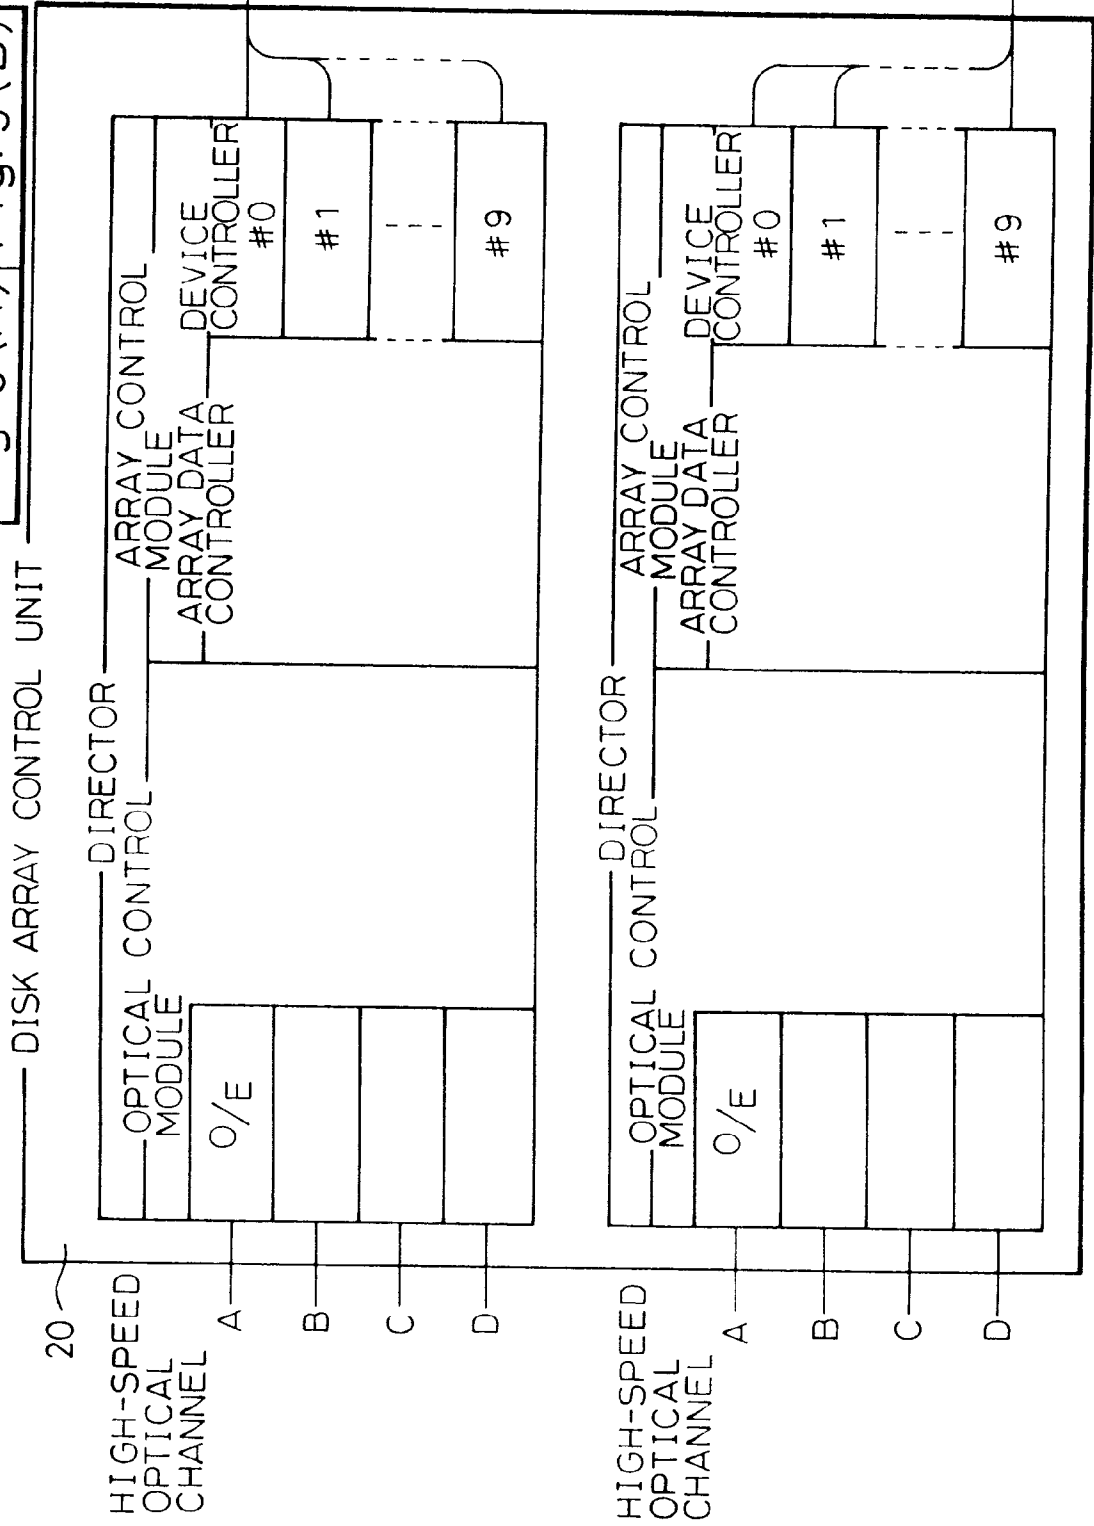 DISK ARRAY CONTROL UNIT
20
HIGH-SPEED
OPTICAL
CHANNEL
A
B
C
D
DIRECTOR
OPTICAL CONTROL
MODULE
O/E
ARRAY CONTROL
MODULE
ARRAY DATA
CONTROLLER
DEVICE
CONTROLLER
#0
#1
#9
HIGH-SPEED
OPTICAL
CHANNEL
A
B
C
D
DIRECTOR
OPTICAL CONTROL
MODULE
O/E
ARRAY CONTROL
MODULE
ARRAY DATA
CONTROLLER
DEVICE
CONTROLLER
#0
#1
#9